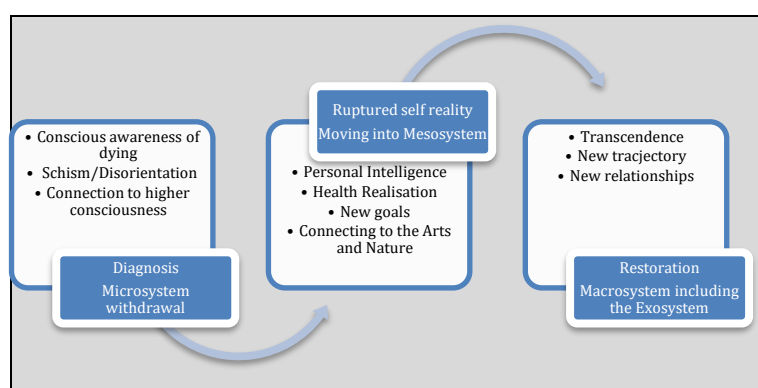 • Conscious awareness of
dying
• Schism/Disorientation
• Connection to higher
consciousness
Diagnosis
Microsystem
withdrawal
Ruptured self reality
Moving into Mesosystem
• Personal Intelligence
• Health Realisation
• New goals
• Connecting to the Arts
and Nature
• Transcendence
• New tracjectory
• New relationships
Restoration
Macrosystem including
the Exosystem